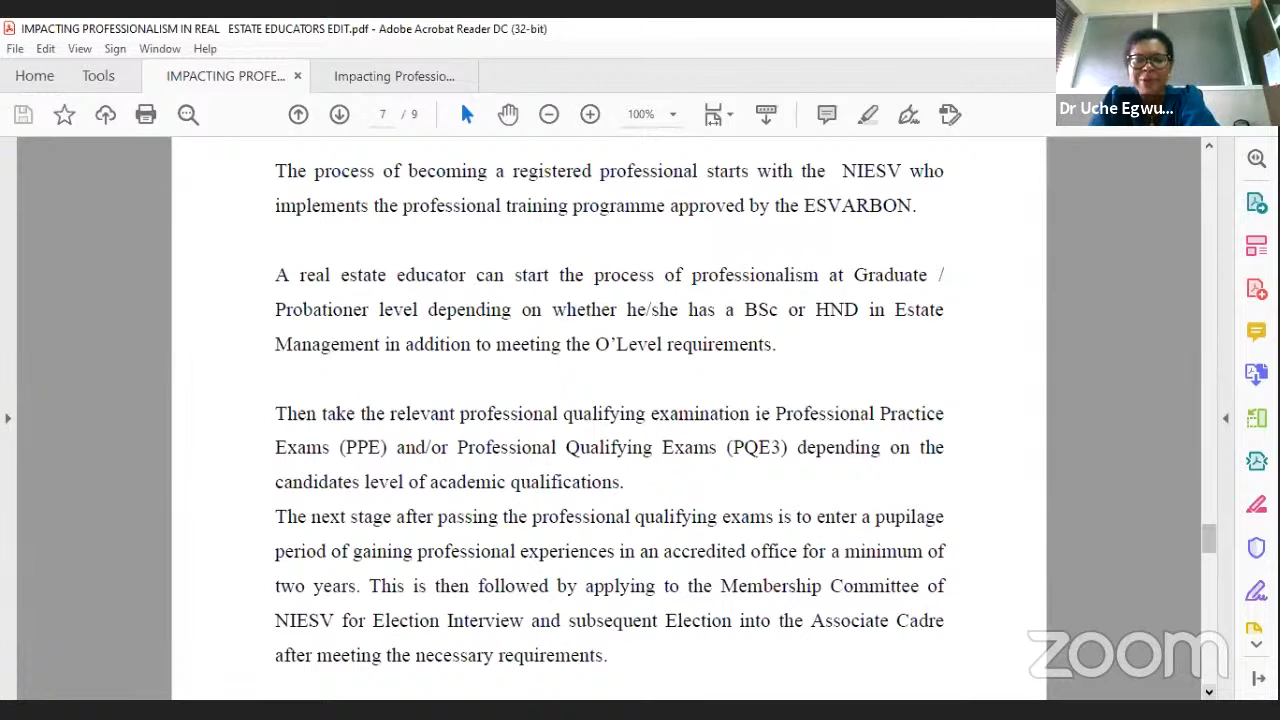 IMPACTING PROFESSIONALISM IN REAL ESTATE EDUCATORS EDIT.pdf - Adobe Acrobat Reader DC (32-bit)
File Edit View Sign Window Help
Home Tools IMPACTING PROFE... × Impacting Professio...
7 / 9 100%
Dr Uche Egwu...
The process of becoming a registered professional starts with the NIESV who
implements the professional training programme approved by the ESVARBON.
A real estate educator can start the process of professionalism at Graduate /
Probationer level depending on whether he/she has a BSc or HND in Estate
Management in addition to meeting the O’Level requirements.
Then take the relevant professional qualifying examination ie Professional Practice
Exams (PPE) and/or Professional Qualifying Exams (PQE3) depending on the
candidates level of academic qualifications.
The next stage after passing the professional qualifying exams is to enter a pupilage
period of gaining professional experiences in an accredited office for a minimum of
two years. This is then followed by applying to the Membership Committee of
NIESV for Election Interview and subsequent Election into the Associate Cadre
after meeting the necessary requirements.
zoom